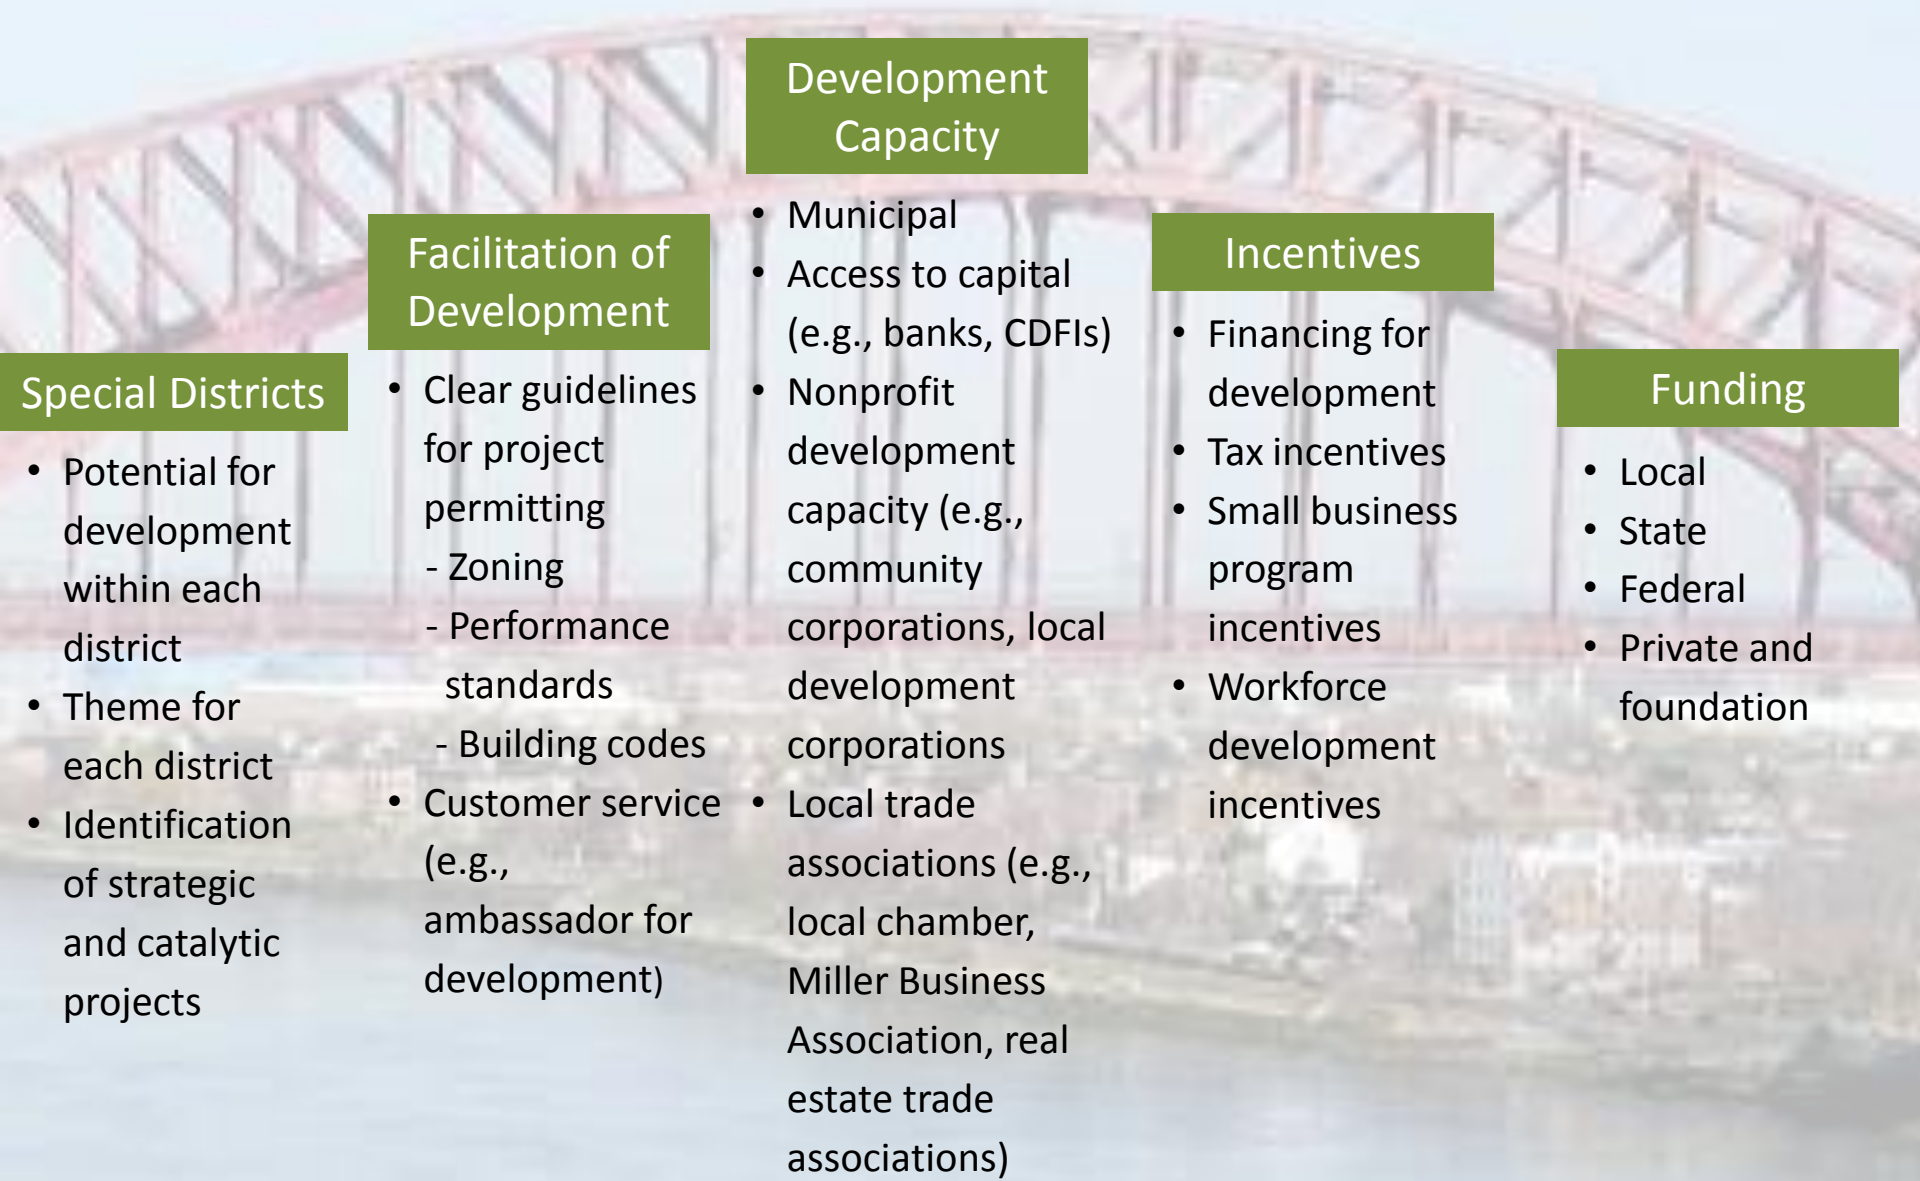 Special Districts
• Potential for
development
within each
district
• Theme for
each district
• Identification
of strategic
and catalytic
projects
Facilitation of
Development
• Clear guidelines
for project
permitting
- Zoning
- Performance
standards
- Building codes
• Customer service
(e.g.,
ambassador for
development)
Development
Capacity
• Municipal
• Access to capital
(e.g., banks, CDFIs)
• Nonprofit
development
capacity (e.g.,
community
corporations, local
development
corporations
• Local trade
associations (e.g.,
local chamber,
Miller Business
Association, real
estate trade
associations)
Incentives
• Financing for
development
• Tax incentives
• Small business
program
incentives
• Workforce
development
incentives
Funding
• Local
• State
• Federal
• Private and
foundation